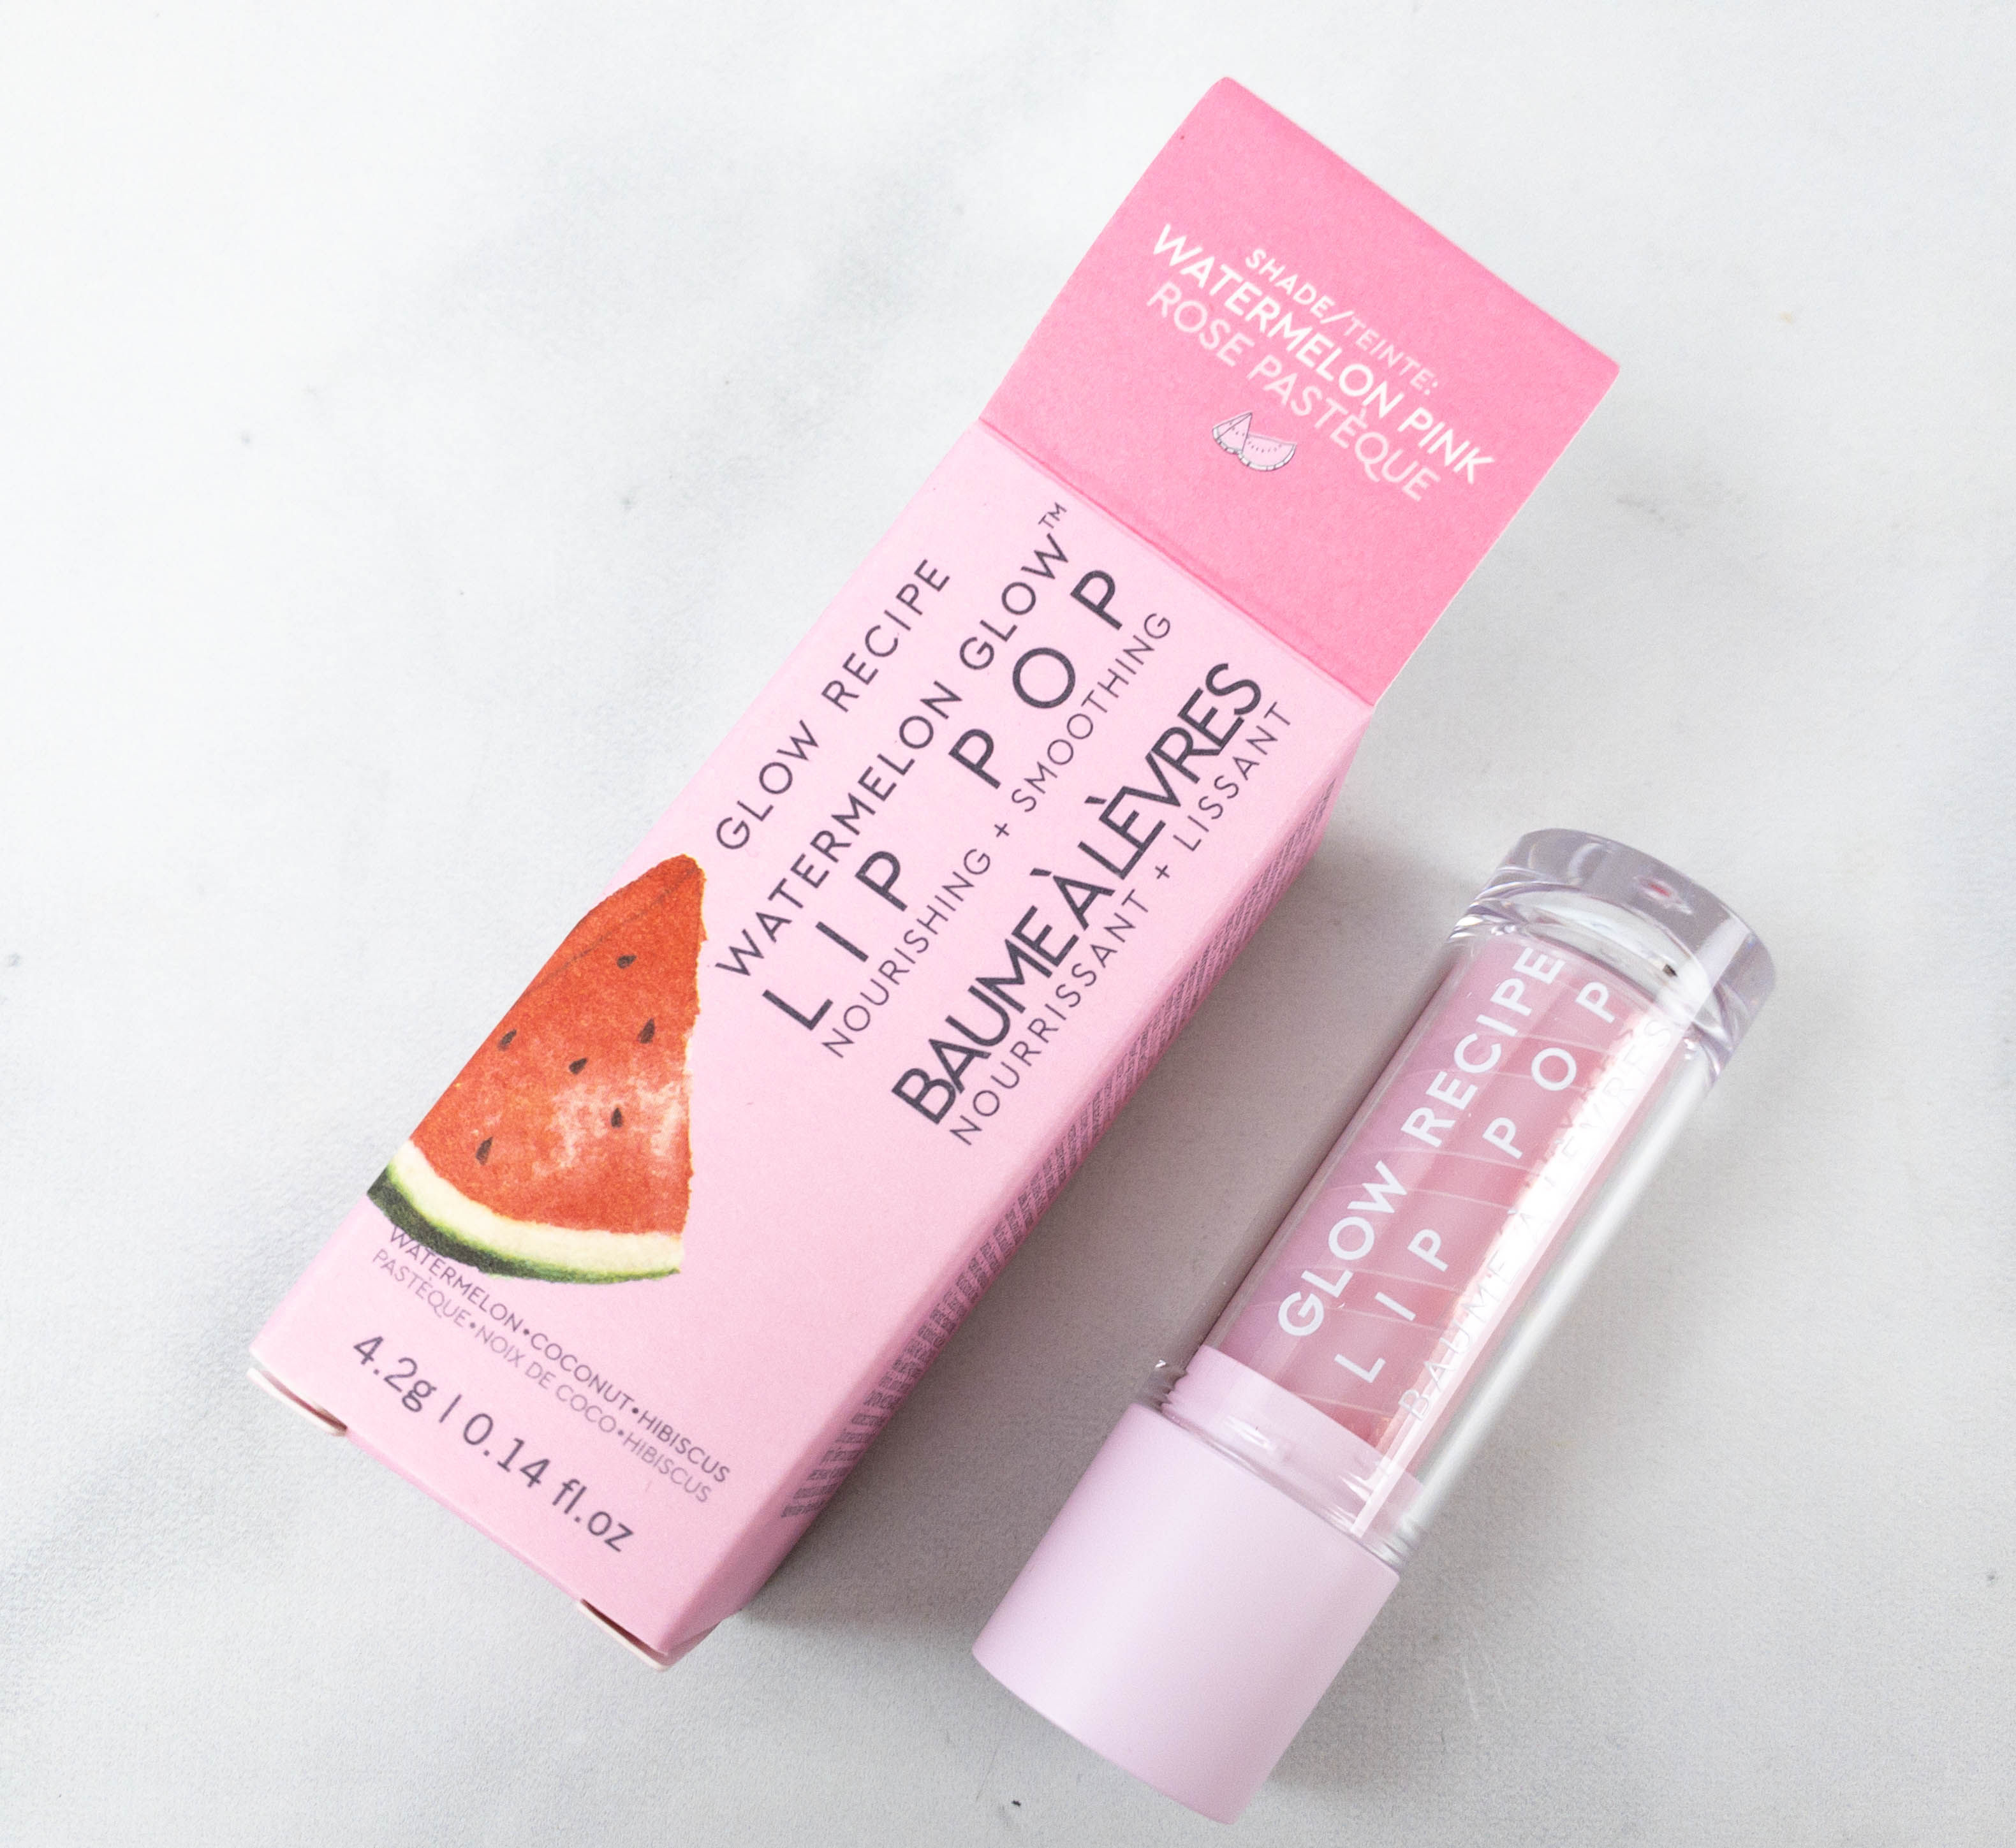 SHADE/TEINTE:
WATERMELON PINK
ROSE PASTÈQUE
GLOW RECIPE
WATERMELON GLOW™
LIP POP
NOURISHING + SMOOTHING
BAUME À LÈVRES
NOURRISSANT + LISSANT
WATERMELON•COCONUT•HIBISCUS
PASTÈQUE•NOIX DE COCO•HIBISCUS
4.2g | 0.14 fl.oz
GLOW RECIPE
LIP POP
BAUME À LÈVRES